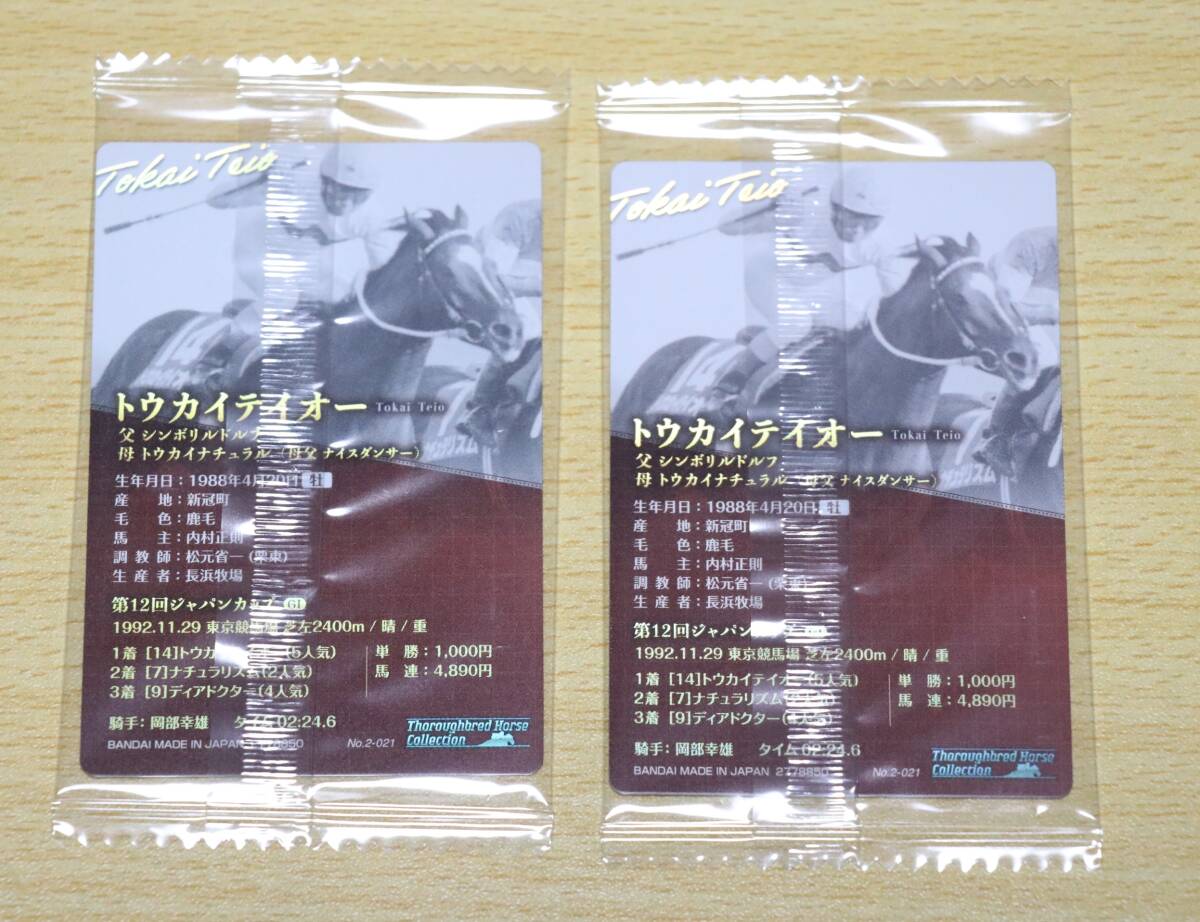 Tokai Teio
トウカイテイオー Tokai Teio
父 シンボリルドルフ
母 トウカイナチュラル (母父 ナイスダンサー)
生年月日:1988年4月20日 牡
産 地:新冠町
毛 色:鹿毛
馬 主:内村正則
調教師:松元省一(栗東)
生産者:長浜牧場
第12回ジャパンカップ GI
1992.11.29 東京競馬場 芝左2400m / 晴 / 重
1着 [14]トウカイテイオー(5人気) 単 勝:1,000円
2着 [7]ナチュラリズム(2人気) 馬 連:4,890円
3着 [9]ディアドクター(4人気)
騎手:岡部幸雄 タイム 02:24.6
BANDAI MADE IN JAPAN 2778850 No.2-021
Thoroughbred Horse
Collection
Tokai Teio
トウカイテイオー Tokai Teio
父 シンボリルドルフ
母 トウカイナチュラル (母父 ナイスダンサー)
生年月日:1988年4月20日 牡
産 地:新冠町
毛 色:鹿毛
馬 主:内村正則
調教師:松元省一(栗東)
生産者:長浜牧場
第12回ジャパンカップ
1992.11.29 東京競馬場 芝左2400m / 晴 / 重
1着 [14]トウカイテイオー(5人気) 単 勝:1,000円
2着 [7]ナチュラリズム 馬 連:4,890円
3着 [9]ディアドクター(4人気)
騎手:岡部幸雄 タイム 02:24.6
BANDAI MADE IN JAPAN 2778850 No.2-021
Thoroughbred Horse
Collection